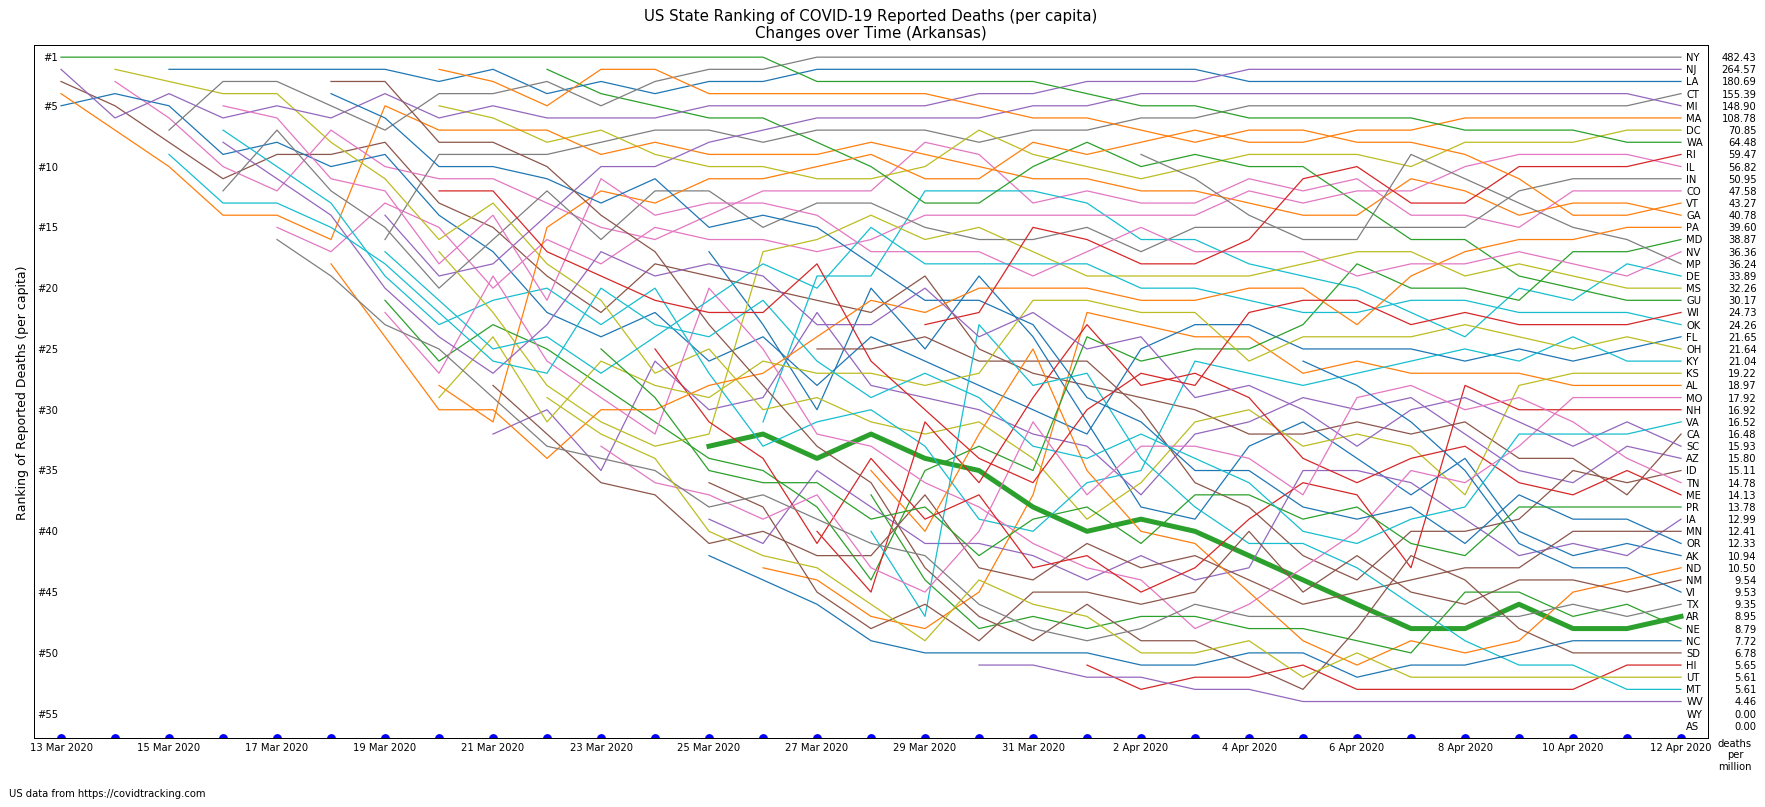 US State Ranking of COVID-19 Reported Deaths (per capita)
Changes over Time (Arkansas)
Ranking of Reported Deaths (per capita)
#1
#5
#10
#15
#20
#25
#30
#35
#40
#45
#50
#55
NY 482.43
NJ 264.57
LA 180.69
CT 155.39
MI 148.90
MA 108.78
DC 70.85
WA 64.48
RI 59.47
IL 56.82
IN 50.95
CO 47.58
VT 43.27
GA 40.78
PA 39.60
MD 38.87
NV 36.36
MP 36.24
DE 33.89
MS 32.26
GU 30.17
WI 24.73
OK 24.26
FL 21.65
OH 21.64
KY 21.04
KS 19.22
AL 18.97
MO 17.92
NH 16.92
VA 16.52
CA 16.48
SC 15.93
AZ 15.80
ID 15.11
TN 14.78
ME 14.13
PR 13.78
IA 12.99
MN 12.41
OR 12.33
AK 10.94
ND 10.50
NM 9.54
VI 9.53
TX 9.35
AR 8.95
NE 8.79
NC 7.72
SD 6.78
HI 5.65
UT 5.61
MT 5.61
WV 4.46
WY 0.00
AS 0.00
13 Mar 2020 15 Mar 2020 17 Mar 2020 19 Mar 2020 21 Mar 2020 23 Mar 2020 25 Mar 2020 27 Mar 2020 29 Mar 2020 31 Mar 2020 2 Apr 2020 4 Apr 2020 6 Apr 2020 8 Apr 2020 10 Apr 2020 12 Apr 2020
deaths
per
million
US data from https://covidtracking.com